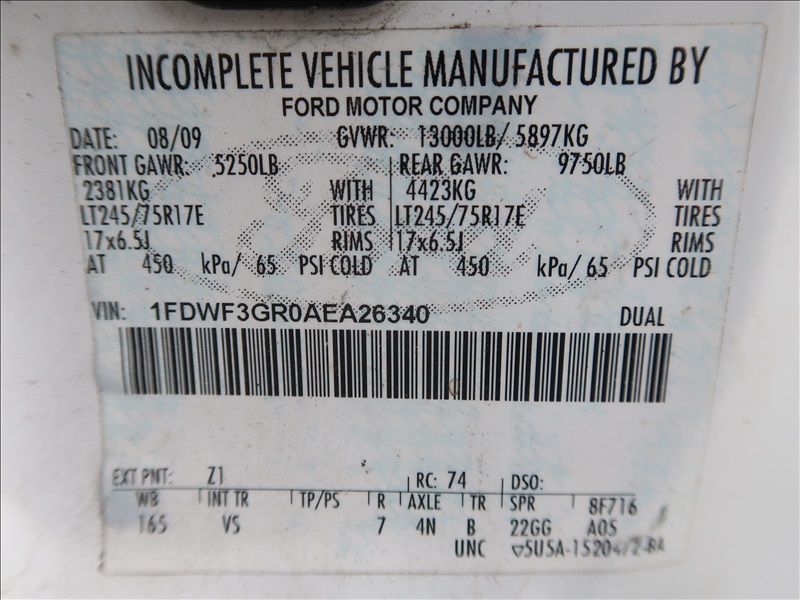 INCOMPLETE VEHICLE MANUFACTURED BY
FORD MOTOR COMPANY
DATE: 08/09 GVWR: 13000LB/ 5897KG
FRONT GAWR: 5250LB REAR GAWR: 9750LB
2381KG WITH 4423KG WITH
LT245/75R17E TIRES LT245/75R17E TIRES
17x6.5J RIMS 17x6.5J RIMS
AT 450 kPa/ 65 PSI COLD AT 450 kPa/ 65 PSI COLD
VIN: 1FDWF3GR0AEA26340 DUAL
EXT PNT: Z1 RC: 74 DSO:
WB INT TR TP/PS R AXLE TR SPR 8F716
165 VS 7 4N B 22GG A05
UNC